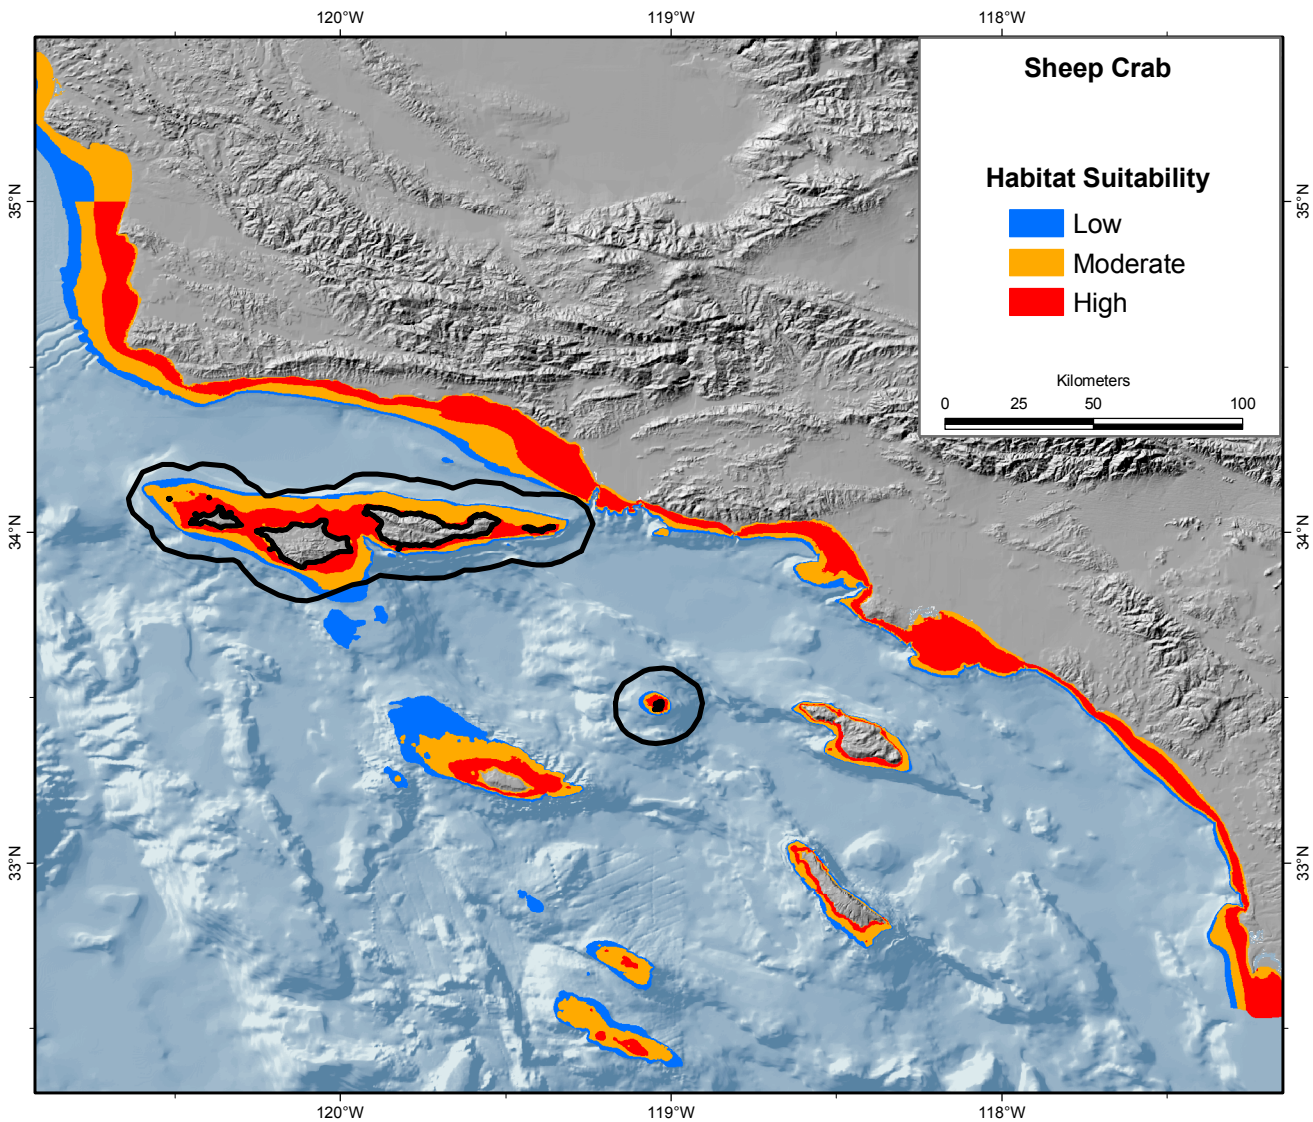 120°W
119°W
118°W
Sheep Crab
Habitat Suitability
Low
Moderate
High
Kilometers
0 25 50 100
35°N
35°N
34°N
34°N
33°N
33°N
120°W
119°W
118°W